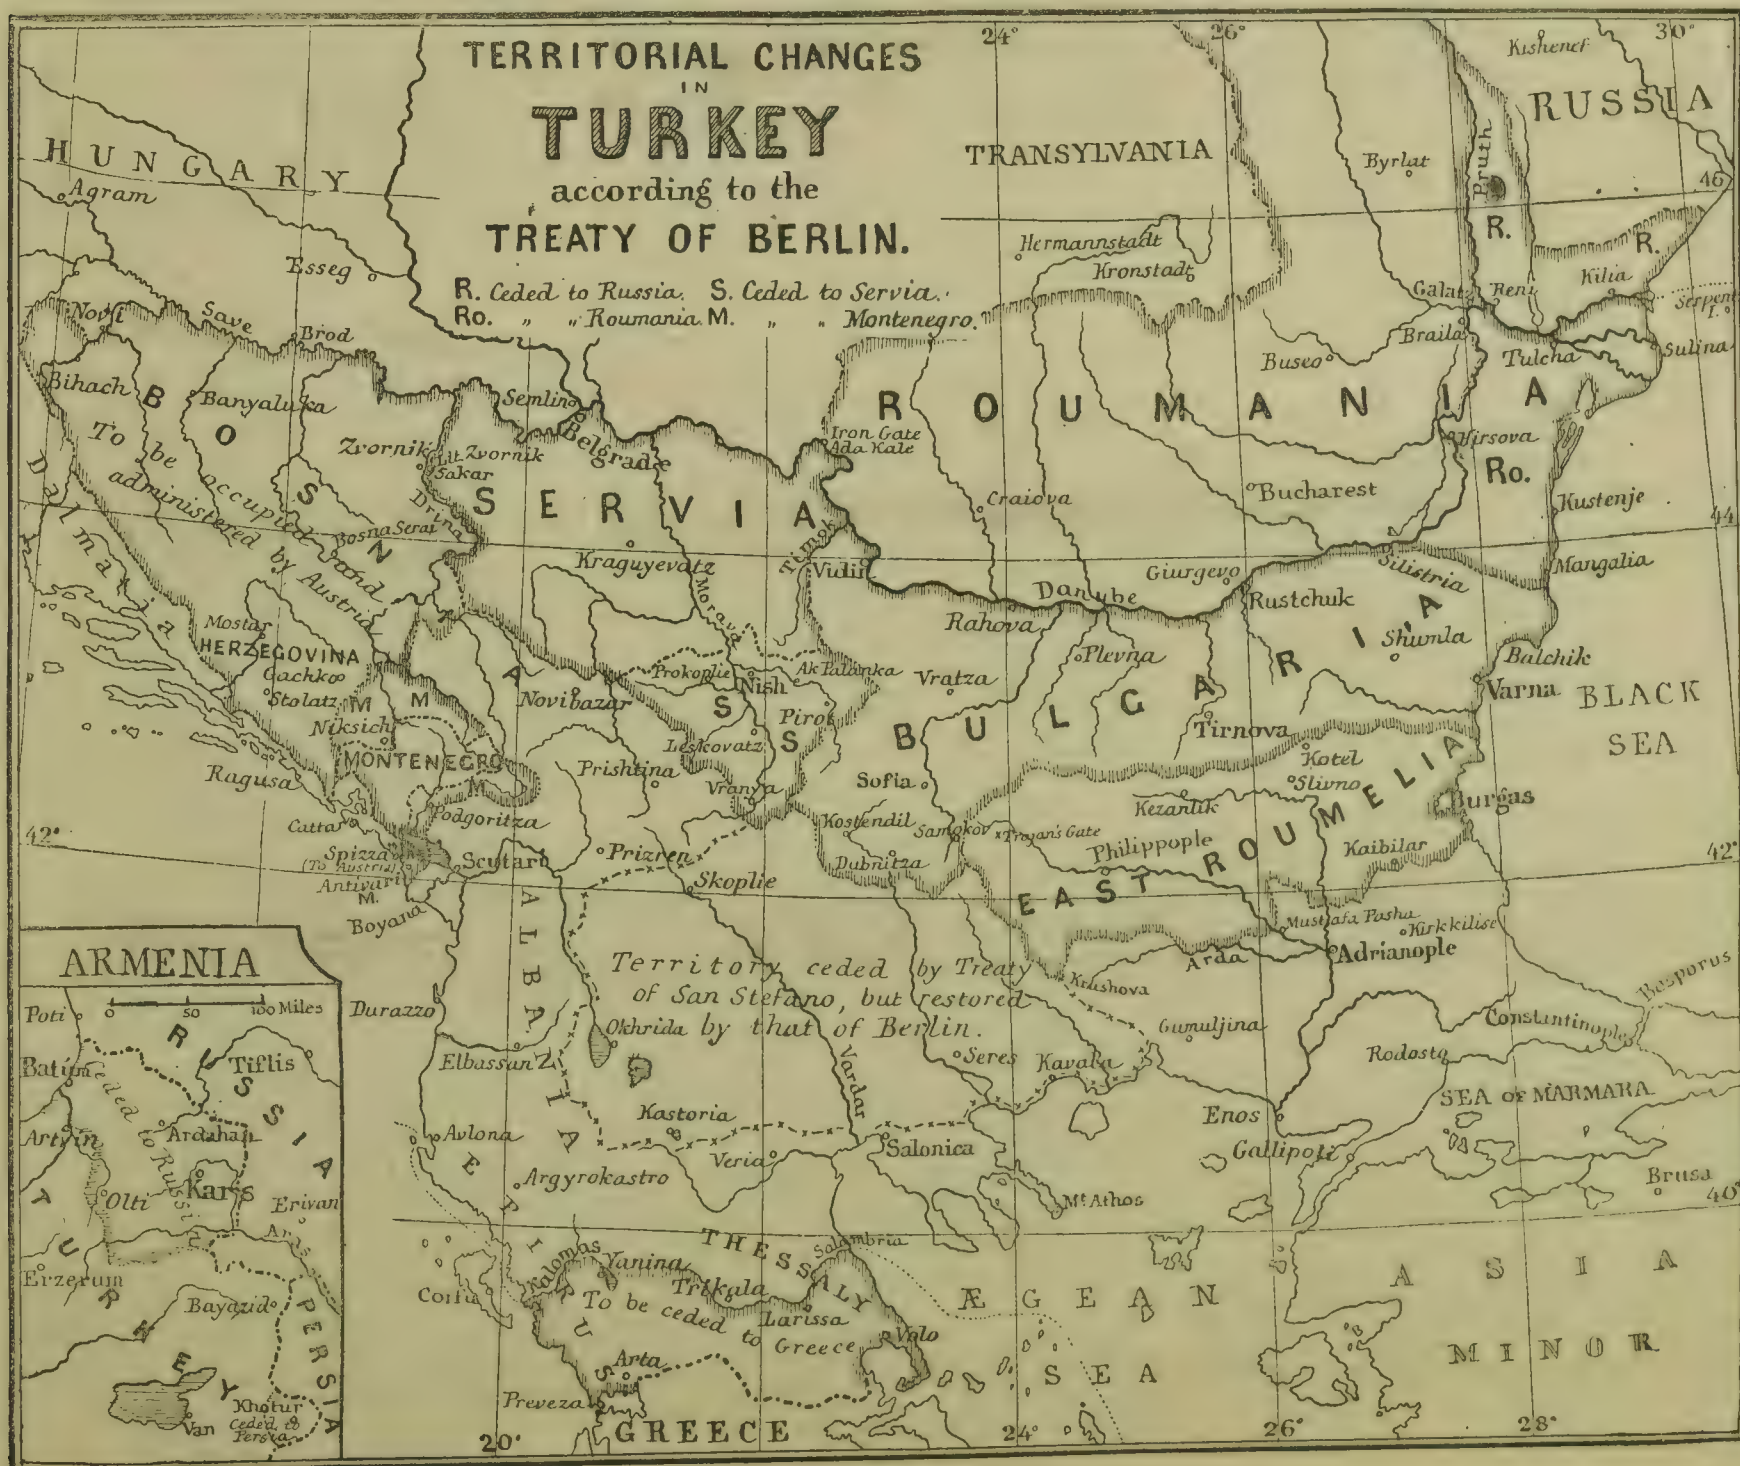 TERRITORIAL CHANGES
IN
TURKEY
according to the
TREATY OF BERLIN.
R. Ceded to Russia. S. Ceded to Servia.
Ro. " " Roumania. M. " " Montenegro.
24°
26°
30°
Kishenef
RUSSIA
HUNGARY
Agram
TRANSYLVANIA
Byrlat
Pruth
46
R.
R.
Esseg
Hermannstadt
Kronstadt
Galatz
Reni
Kilia
Serpent I.
Novi
Save
Brod
Braila
Tulcha
Sulina
Buseo
Bihach
Banyaluka
BOSNIA
Semlin
Belgrade
ROUMANIA
Iron Gate
Ada Kale
Hirsova
Ro.
To be occupied and
administered by Austria
Zvornik
Lit Zvornik
Sakar
Drina
SERVIA
Craiova
Bucharest
Kustenje
44
Dalmatia
Bosna Serai
Kraguyevatz
Timok
Vidin
Morava
Giurgevo
Silistria
Mangalia
Danube
Rustchuk
Rahova
Mostar
HERZEGOVINA
Gachko
Stolatz
M
M
Niksich
MONTENEGRO
M
Novibazar
Prokoplie
Nish
Ak Palanka
Vratza
Plevna
Shumla
Balchik
Varna
BLACK
SEA
S
S
Pirot
BULGARIA
Tirnova
Leskovatz
Kotel
Slivno
Ragusa
Prishtina
Vranya
Sofia
Kezanlik
Burgas
Cattaro
Podgoritza
42°
Kostendil
Samokov
Trajan's Gate
Philippople
Kaibilar
42°
EAST ROUMELIA
Spizza
(To Austria)
Antivari
M.
Scutari
Prizren
Dubnitza
Skoplie
Boyana
Mustafa Pasha
Kirkkilise
Adrianople
Arda
ALBANIA
Territory ceded by Treaty
of San Stefano, but restored
by that of Berlin.
Krushova
Bosporus
Durazzo
Okhrida
Gumuljina
Constantinople
Elbassan
Seres
Kavala
Rodosto
Vardar
SEA OF MARMARA
Kastoria
Enos
Avlona
Veria
Salonica
Gallipoli
Argyrokastro
Mt Athos
Brusa
40°
EPIRUS
THESSALY
Salambria
Kalomas
Yanina
Trikala
Larissa
Corfu
To be ceded to Greece
Volo
ÆGEAN
SEA
ASIA
MINOR
Arta
Preveza
GREECE
20°
24°
26°
28°
ARMENIA
0 50 100 Miles
Poti
RUSSIA
Batum
Tiflis
Ceded to Russia
Ardahan
Artvin
Kars
Olti
Erivan
Aras
TURKEY
Erzerum
Bayazid
PERSIA
Van
Khotur
Ceded to
Persia